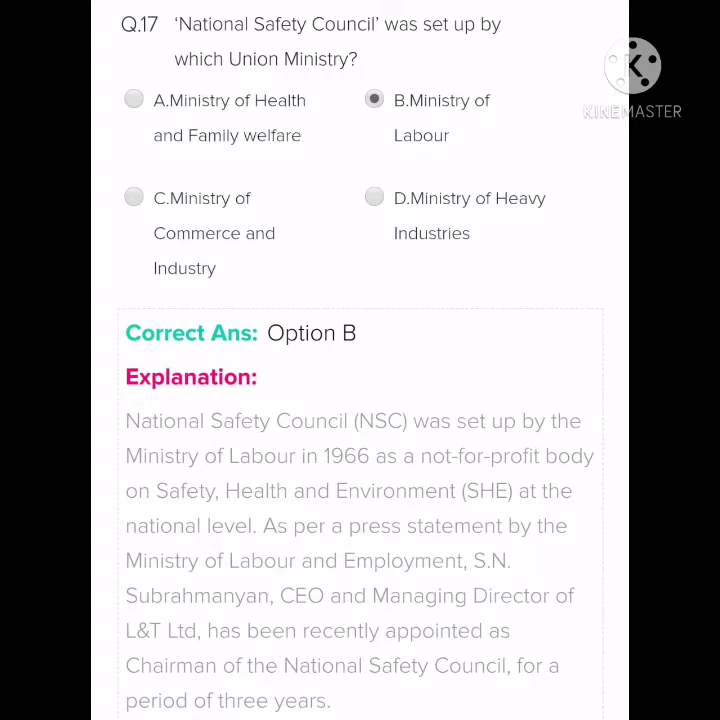 Q.17 ‘National Safety Council’ was set up by
which Union Ministry?
A.Ministry of Health
and Family welfare
B.Ministry of
Labour
C.Ministry of
Commerce and
Industry
D.Ministry of Heavy
Industries
K
KINEMASTER
Correct Ans: Option B
Explanation:
National Safety Council (NSC) was set up by the
Ministry of Labour in 1966 as a not-for-profit body
on Safety, Health and Environment (SHE) at the
national level. As per a press statement by the
Ministry of Labour and Employment, S.N.
Subrahmanyan, CEO and Managing Director of
L&T Ltd, has been recently appointed as
Chairman of the National Safety Council, for a
period of three years.